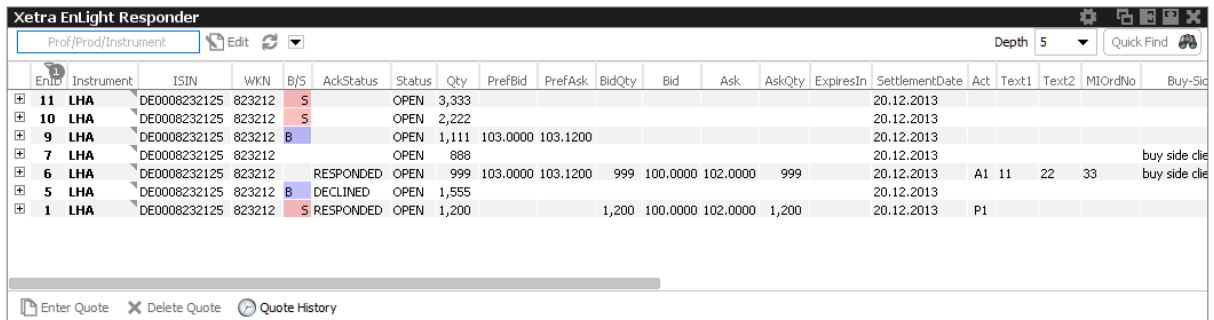 Xetra EnLight Responder
Prof/Prod/Instrument Edit Depth 5 Quick Find
1
EnID Instrument ISIN WKN B/S AckStatus Status Qty PrefBid PrefAsk BidQty Bid Ask AskQty ExpiresIn SettlementDate Act Text1 Text2 MIOrdNo Buy-Sid
11 LHA DE0008232125 823212 S OPEN 3,333 20.12.2013
10 LHA DE0008232125 823212 S OPEN 2,222 20.12.2013
9 LHA DE0008232125 823212 B OPEN 1,111 103.0000 103.1200 20.12.2013
7 LHA DE0008232125 823212 OPEN 888 20.12.2013 buy side clie
6 LHA DE0008232125 823212 RESPONDED OPEN 999 103.0000 103.1200 999 100.0000 102.0000 999 20.12.2013 A1 11 22 33 buy side clie
5 LHA DE0008232125 823212 B DECLINED OPEN 1,555 20.12.2013
1 LHA DE0008232125 823212 S RESPONDED OPEN 1,200 1,200 100.0000 102.0000 1,200 20.12.2013 P1
Enter Quote Delete Quote Quote History